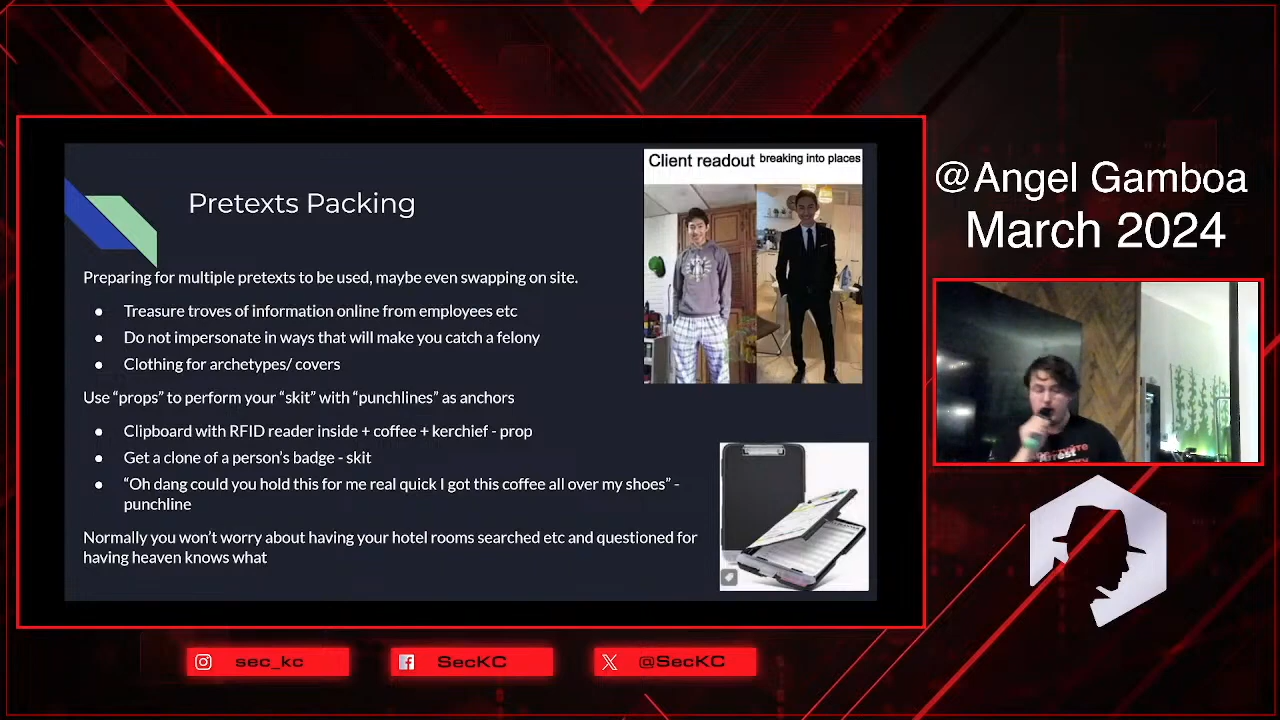 Client readout breaking into places
Pretexts Packing
Preparing for multiple pretexts to be used, maybe even swapping on site.
● Treasure troves of information online from employees etc
● Do not impersonate in ways that will make you catch a felony
● Clothing for archetypes/ covers
Use “props” to perform your “skit” with “punchlines” as anchors
● Clipboard with RFID reader inside + coffee + kerchief - prop
● Get a clone of a person’s badge - skit
● “Oh dang could you hold this for me real quick I got this coffee all over my shoes” -
punchline
Normally you won’t worry about having your hotel rooms searched etc and questioned for
having heaven knows what
@Angel Gamboa
March 2024
sec_kc
SecKC
@SecKC